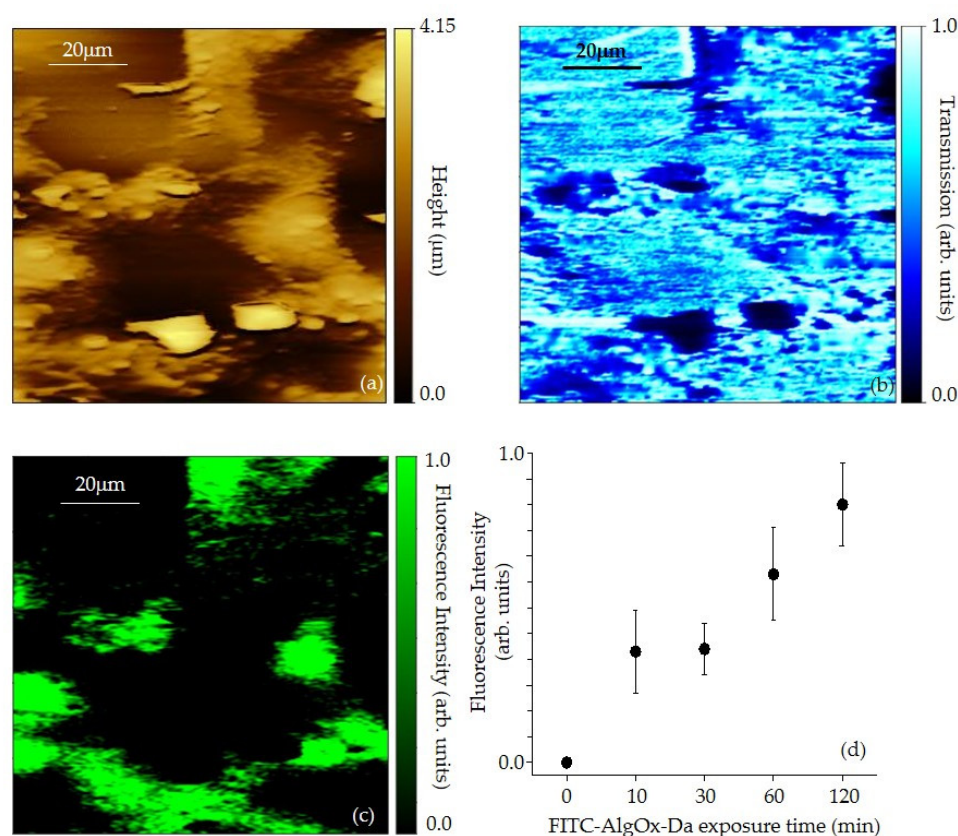 20μm
4.15
Height (μm)
0.0
(a)
20μm
1.0
Transmission (arb. units)
0.0
(b)
20μm
1.0
Fluorescence Intensity (arb. units)
0.0
(c)
1.0
Fluorescence Intensity
(arb. units)
0.0
(d)
0 10 30 60 120
FITC-AlgOx-Da exposure time (min)